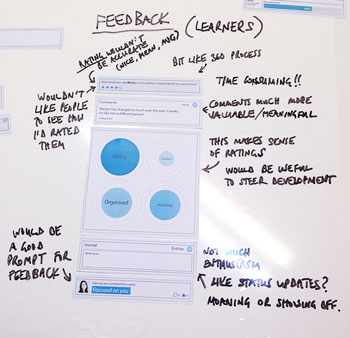 FEEDBACK
(LEARNERS)
RATING WOULDN'T
BE ACCURATE
(NICE, MEAN, AVG)
BIT LIKE 360 PROCESS
WOULDN'T
LIKE PEOPLE
TO SEE HOW
I'D RATED
THEM
TIME CONSUMING!!
Comments
COMMENTS MUCH MORE
VALUABLE/MEANINGFUL
THIS MAKES SENSE
OF RATINGS
WOULD BE USEFUL
TO STEER DEVELOPMENT
Organised
WOULD BE
A GOOD
PROMPT FOR
FEEDBACK
Journal
Entries
NOT MUCH
ENTHUSIASM
LIKE STATUS UPDATES?
MOANING OR SHOWING OFF.
Focused on you